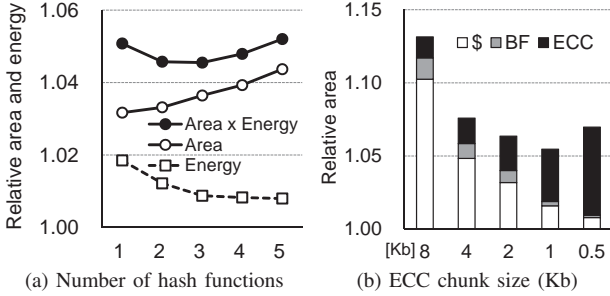 Relative area and energy
1.06
1.04
1.02
1.00
Area x Energy
Area
Energy
1 2 3 4 5
(a) Number of hash functions
Relative area
1.15
1.10
1.05
1.00
$ BF ECC
[Kb] 8 4 2 1 0.5
(b) ECC chunk size (Kb)